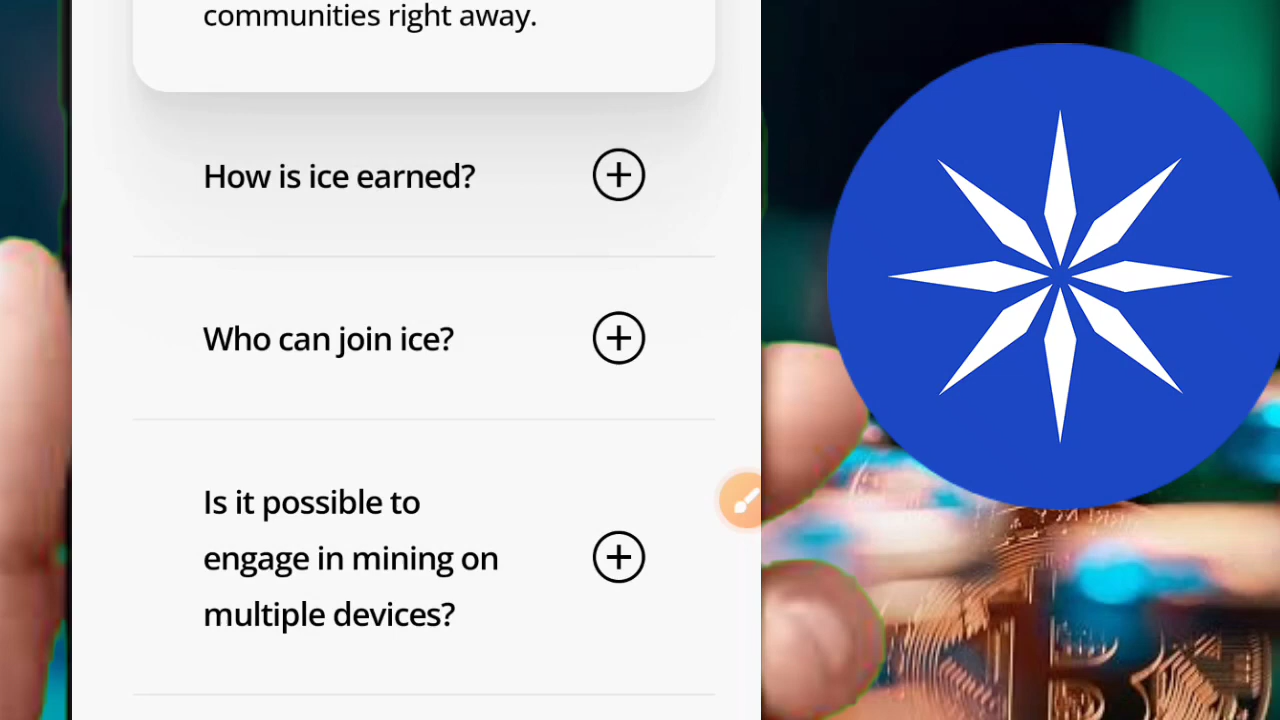 communities right away.
How is ice earned?
Who can join ice?
Is it possible to
engage in mining on
multiple devices?